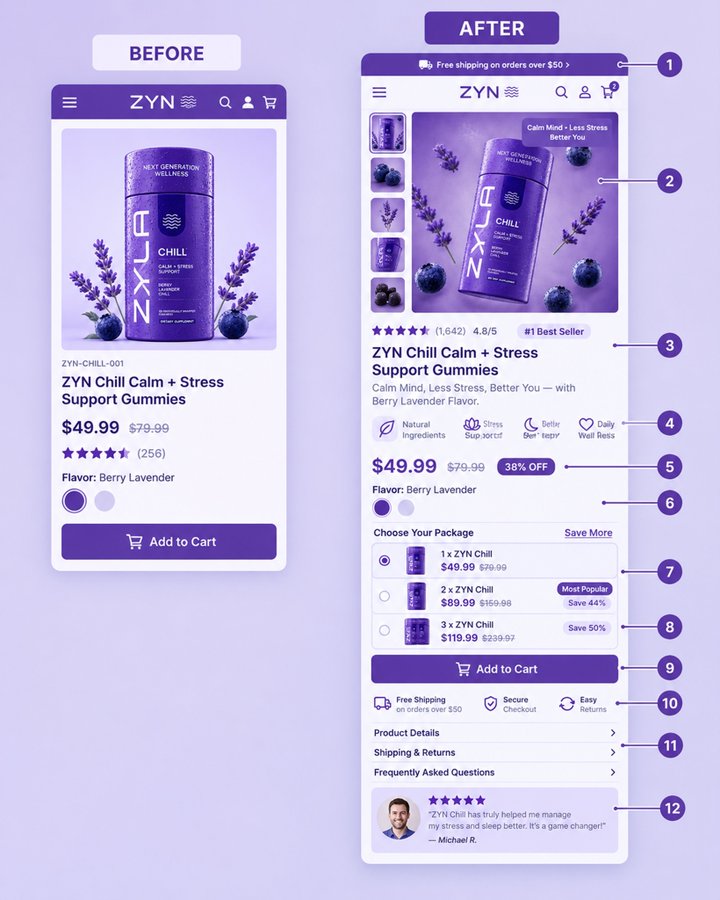 BEFORE
ZYN
NEXT GENERATION
WELLNESS
ZYLA
CHILL
CALM + STRESS
SUPPORT
BERRY
LAVENDER
CHILL
DIETARY SUPPLEMENT
ZYN-CHILL-001
ZYN Chill Calm + Stress
Support Gummies
$49.99 $79.99
(256)
Flavor: Berry Lavender
Add to Cart
AFTER
Free shipping on orders over $50 >
1
ZYN
2
Calm Mind • Less Stress
Better You
NEXT GENERATION
WELLNESS
ZYLA
CHILL
CALM + STRESS
SUPPORT
BERRY
LAVENDER
CHILL
2
(1,642) 4.8/5 #1 Best Seller
3
ZYN Chill Calm + Stress
Support Gummies
Calm Mind, Less Stress, Better You — with
Berry Lavender Flavor.
Natural
Ingredients
Stress
Daily
Well Ress
4
$49.99 $79.99 38% OFF
5
Flavor: Berry Lavender
6
Choose Your Package Save More
1 x ZYN Chill
$49.99 $79.99
7
2 x ZYN Chill Most Popular
$89.99 $159.98 Save 44%
3 x ZYN Chill Save 50%
$119.99 $239.97
8
Add to Cart
9
Free Shipping
on orders over $50
Secure
Checkout
Easy
Returns
10
Product Details
Shipping & Returns
11
Frequently Asked Questions
"ZYN Chill has truly helped me manage
my stress and sleep better. It's a game changer!"
— Michael R.
12